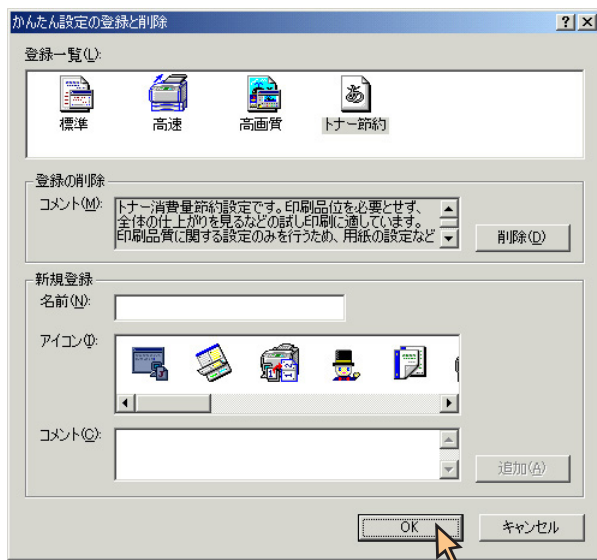 かんたん設定の登録と削除
登録一覧(L):
標準
高速
高画質
トナー節約
登録の削除
コメント(M):
トナー消費量節約設定です。印刷品位を必要とせず、
全体の仕上がりを見るなどの試し印刷に適しています。
印刷品質に関する設定のみを行うため、用紙の設定など
削除(D)
新規登録
名前(N):
アイコン(I):
コメント(C):
追加(A)
OK
キャンセル